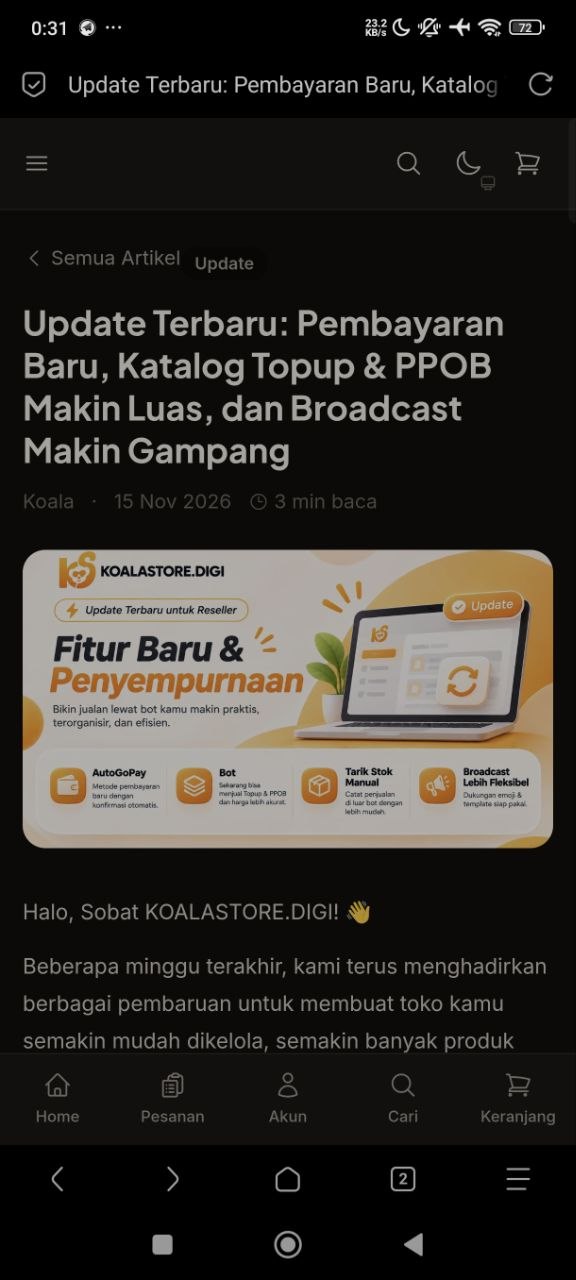 0:31
23.2
KB/s
72
Update Terbaru: Pembayaran Baru, Katalog
Semua Artikel
Update
Update Terbaru: Pembayaran
Baru, Katalog Topup & PPOB
Makin Luas, dan Broadcast
Makin Gampang
Koala · 15 Nov 2026 3 min baca
KS KOALASTORE.DIGI
Update Terbaru untuk Reseller
Update
KS
Fitur Baru &
Penyempurnaan
Bikin jualan lewat bot kamu makin praktis,
terorganisir, dan efisien.
AutoGoPay
Metode pembayaran
baru dengan
konfirmasi otomatis.
Bot
Sekarang bisa
menjual Topup & PPOB
dan harga lebih akurat.
Tarik Stok
Manual
Catat penjualan
di luar bot dengan
lebih mudah.
Broadcast
Lebih Fleksibel
Dukungan emoji &
template siap pakai.
Halo, Sobat KOALASTORE.DIGI! 👋
Beberapa minggu terakhir, kami terus menghadirkan
berbagai pembaruan untuk membuat toko kamu
semakin mudah dikelola, semakin banyak produk
Home
Pesanan
Akun
Cari
Keranjang
2